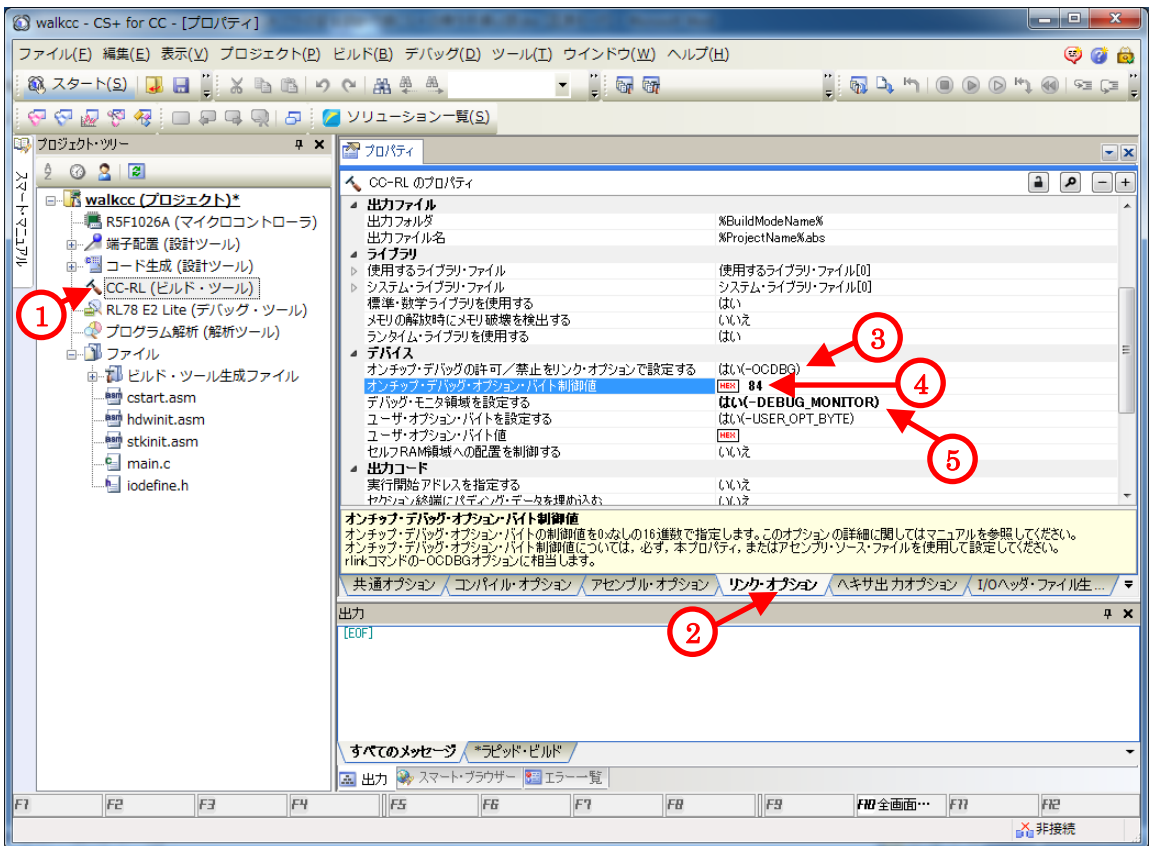 walkcc - CS+ for CC - [プロパティ]
ファイル(F) 編集(E) 表示(V) プロジェクト(P) ビルド(B) デバッグ(D) ツール(T) ウインドウ(W) ヘルプ(H)
スタート(S)
ソリューション一覧(S)
スマート・マニュアル
プロジェクト・ツリー
walkcc (プロジェクト)*
R5F1026A (マイクロコントローラ)
端子配置 (設計ツール)
コード生成 (設計ツール)
CC-RL (ビルド・ツール)
RL78 E2 Lite (デバッグ・ツール)
プログラム解析 (解析ツール)
ファイル
ビルド・ツール生成ファイル
cstart.asm
hdwinit.asm
stkinit.asm
main.c
iodefine.h
1
プロパティ
CC-RL のプロパティ
出力ファイル
出力フォルダ %BuildModeName%
出力ファイル名 %ProjectName%.abs
ライブラリ
使用するライブラリ・ファイル 使用するライブラリ・ファイル[0]
システム・ライブラリ・ファイル システム・ライブラリ・ファイル[0]
標準・数学ライブラリを使用する はい
メモリの解放時にメモリ破壊を検出する いいえ
ランタイム・ライブラリを使用する はい
デバイス
オンチップ・デバッグの許可／禁止をリンク・オプションで設定する はい(-OCDBG)
オンチップ・デバッグ・オプション・バイト制御値 HEX 84
デバッグ・モニタ領域を設定する はい(-DEBUG_MONITOR)
ユーザ・オプション・バイトを設定する はい(-USER_OPT_BYTE)
ユーザ・オプション・バイト値 HEX
セルフRAM領域への配置を制御する いいえ
出力コード
実行開始アドレスを指定する いいえ
セクション終端にパディング・データを埋め込む いいえ
3
4
5
オンチップ・デバッグ・オプション・バイト制御値
オンチップ・デバッグ・オプション・バイトの制御値を0xなしの16進数で指定します。このオプションの詳細に関してはマニュアルを参照してください。
オンチップ・デバッグ・オプション・バイト制御値については, 必ず, 本プロパティ, またはアセンブリ・ソース・ファイルを使用して設定してください。
rlinkコマンドの-OCDBGオプションに相当します。
共通オプション コンパイル・オプション アセンブル・オプション リンク・オプション ヘキサ出力オプション I/Oヘッダ・ファイル生...
2
出力
[EOF]
すべてのメッセージ *ラピッド・ビルド
出力 スマート・ブラウザー エラー一覧
F1 F2 F3 F4 F5 F6 F7 F8 F9 F10 全画面… F11 F12
非接続